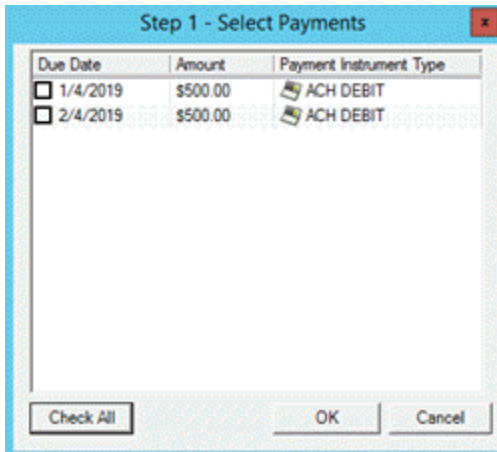 Step 1 - Select Payments x
Due Date Amount Payment Instrument Type
1/4/2019 $500.00 ACH DEBIT
2/4/2019 $500.00 ACH DEBIT
Check All OK Cancel